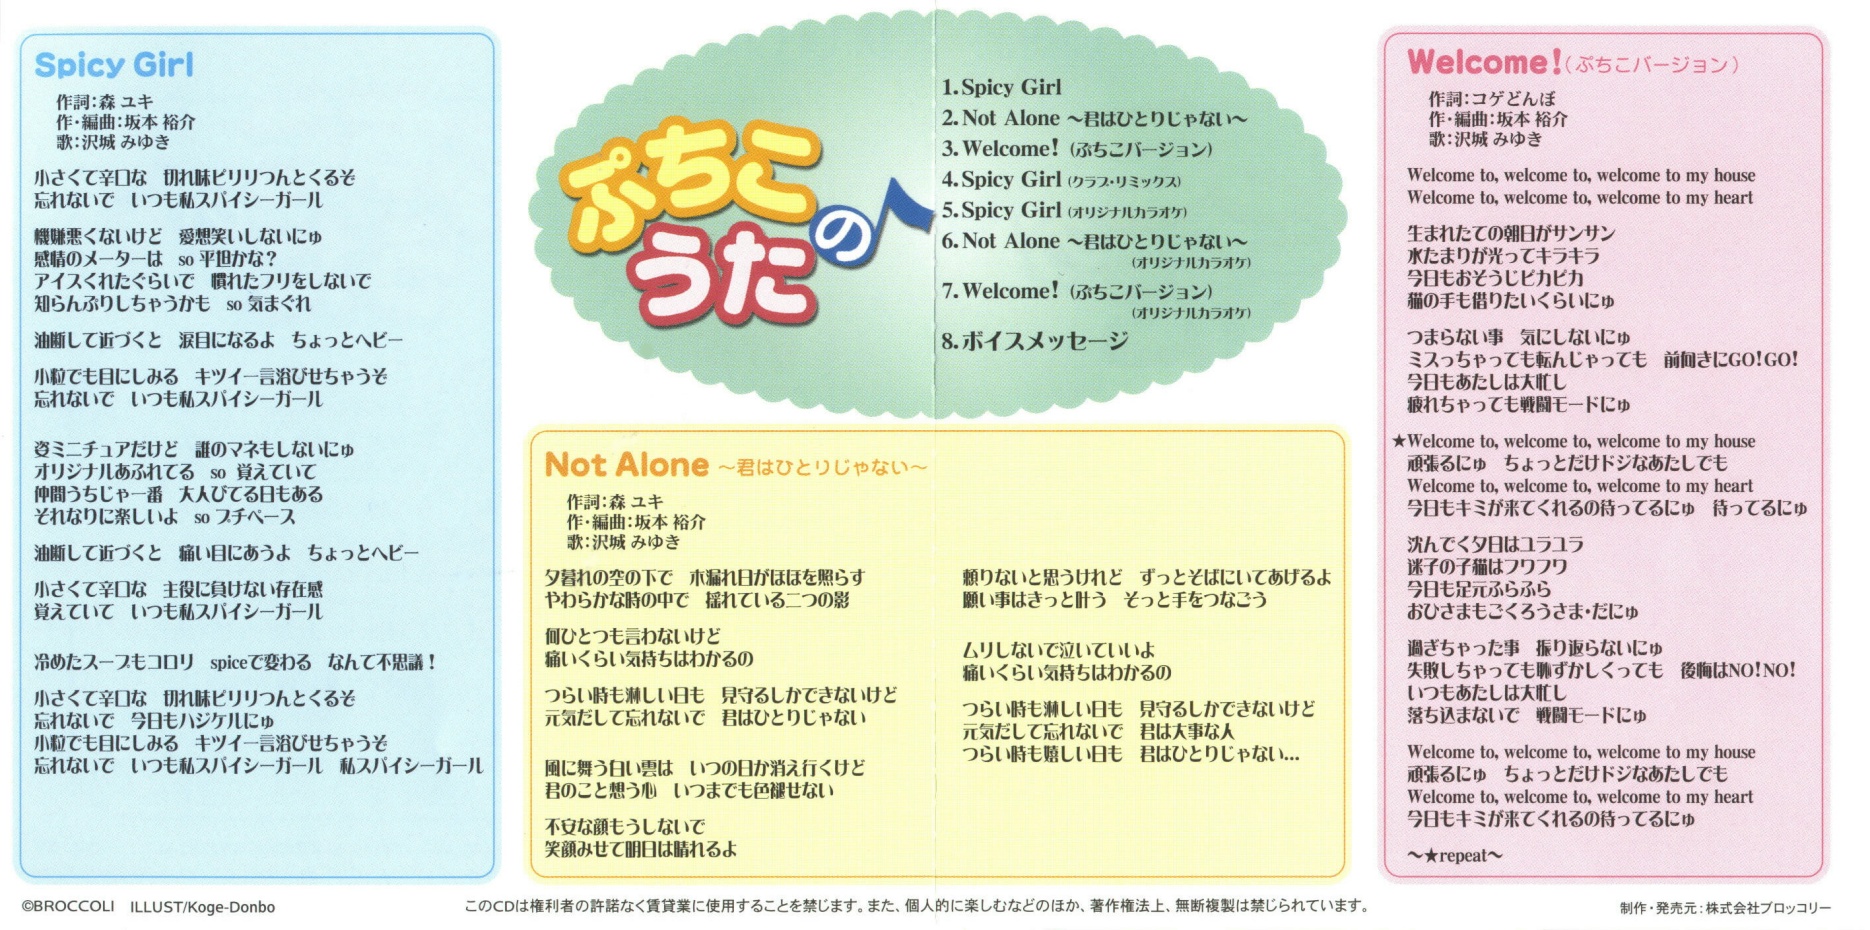 Spicy Girl
作詞:森 ユキ
作・編曲:坂本 裕介
歌:沢城 みゆき
小さくて辛口な　切れ味ピリリつんとくるぞ
忘れないで　いつも私スパイシーガール
機嫌悪くないけど　愛想笑いしないにゅ
感情のメーターは　so 平坦かな?
アイスくれたぐらいで　慣れたフリをしないで
知らんぷりしちゃうかも　so 気まぐれ
油断して近づくと　涙目になるよ　ちょっとヘビー
小粒でも目にしみる　キツイ一言浴びせちゃうぞ
忘れないで　いつも私スパイシーガール
姿ミニチュアだけど　誰のマネもしないにゅ
オリジナルあふれてる　so 覚えていて
仲間うちじゃ一番　大人びてる日もある
それなりに楽しいよ　so プチペース
油断して近づくと　痛い目にあうよ　ちょっとヘビー
小さくて辛口な　主役に負けない存在感
覚えていて　いつも私スパイシーガール
冷めたスープもコロリ　spiceで変わる　なんて不思議!
小さくて辛口な　切れ味ピリリつんとくるぞ
忘れないで　今日もハジケルにゅ
小粒でも目にしみる　キツイ一言浴びせちゃうぞ
忘れないで　いつも私スパイシーガール　私スパイシーガール
ぷちこ
の
うた
1.Spicy Girl
2.Not Alone ～君はひとりじゃない～
3.Welcome! (ぷちこバージョン)
4.Spicy Girl (クラブ・リミックス)
5.Spicy Girl (オリジナルカラオケ)
6.Not Alone ～君はひとりじゃない～
(オリジナルカラオケ)
7.Welcome! (ぷちこバージョン)
(オリジナルカラオケ)
8.ボイスメッセージ
Not Alone ～君はひとりじゃない～
作詞:森 ユキ
作・編曲:坂本 裕介
歌:沢城 みゆき
夕暮れの空の下で　木漏れ日がほほを照らす
やわらかな時の中で　揺れている二つの影
何ひとつも言わないけど
痛いくらい気持ちはわかるの
つらい時も淋しい日も　見守るしかできないけど
元気だして忘れないで　君はひとりじゃない
風に舞う白い雲は　いつの日か消え行くけど
君のこと想う心　いつまでも色褪せない
不安な顔もうしないで
笑顔みせて明日は晴れるよ
頼りないと思うけれど　ずっとそばにいてあげるよ
願い事はきっと叶う　そっと手をつなごう
ムリしないで泣いていいよ
痛いくらい気持ちはわかるの
つらい時も淋しい日も　見守るしかできないけど
元気だして忘れないで　君は大事な人
つらい時も嬉しい日も　君はひとりじゃない…
Welcome!(ぷちこバージョン)
作詞:コゲどんぼ
作・編曲:坂本 裕介
歌:沢城 みゆき
Welcome to, welcome to, welcome to my house
Welcome to, welcome to, welcome to my heart
生まれたての朝日がサンサン
水たまりが光ってキラキラ
今日もおそうじピカピカ
猫の手も借りたいくらいにゅ
つまらない事　気にしないにゅ
ミスっちゃっても転んじゃっても　前向きにGO!GO!
今日もあたしは大忙し
疲れちゃっても戦闘モードにゅ
★Welcome to, welcome to, welcome to my house
頑張るにゅ　ちょっとだけドジなあたしでも
Welcome to, welcome to, welcome to my heart
今日もキミが来てくれるの待ってるにゅ　待ってるにゅ
沈んでく夕日はユラユラ
迷子の子猫はフワフワ
今日も足元ふらふら
おひさまもごくろうさま・だにゅ
過ぎちゃった事　振り返らないにゅ
失敗しちゃっても恥ずかしくっても　後悔はNO!NO!
いつもあたしは大忙し
落ち込まないで　戦闘モードにゅ
Welcome to, welcome to, welcome to my house
頑張るにゅ　ちょっとだけドジなあたしでも
Welcome to, welcome to, welcome to my heart
今日もキミが来てくれるの待ってるにゅ
～★repeat～
©BROCCOLI　ILLUST/Koge-Donbo
このCDは権利者の許諾なく賃貸業に使用することを禁じます。また、個人的に楽しむなどのほか、著作権法上、無断複製は禁じられています。
制作・発売元:株式会社ブロッコリー